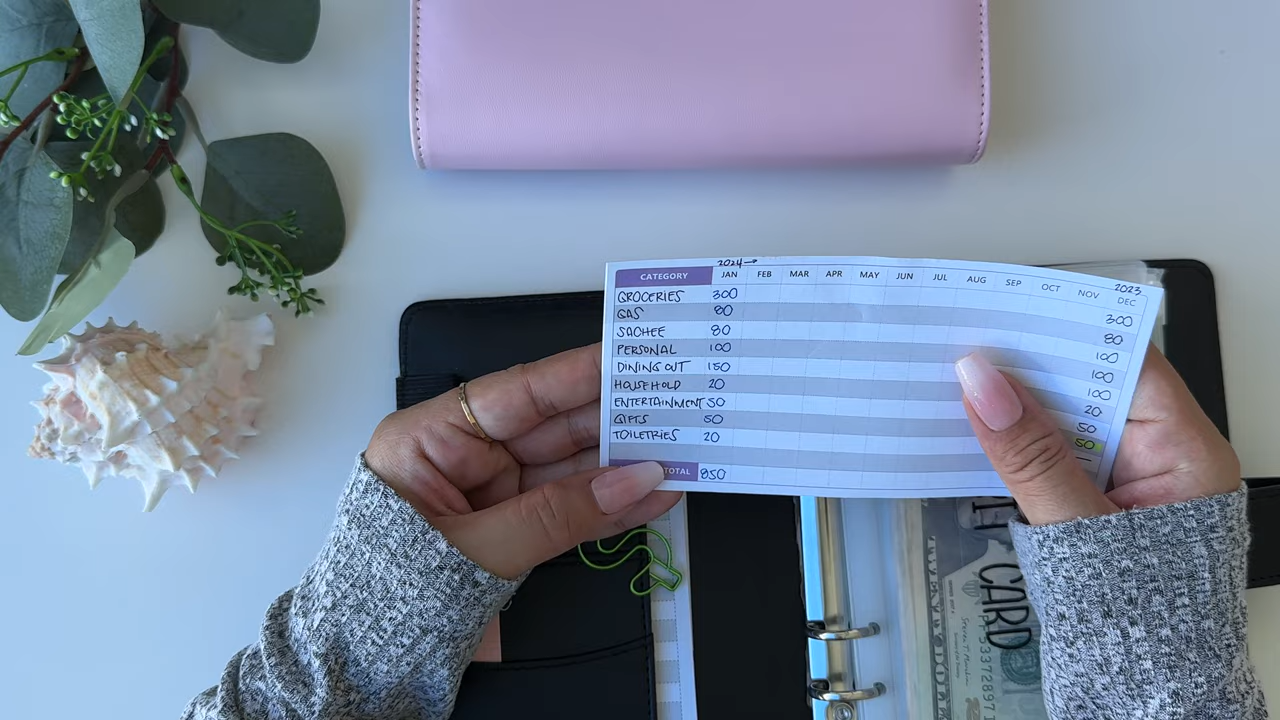 2024→ 2023
CATEGORY JAN FEB MAR APR MAY JUN JUL AUG SEP OCT NOV DEC
GROCERIES 300 300
GAS 80 80
SACHEE 80 100
PERSONAL 100 100
DINING OUT 150 100
HOUSEHOLD 20 20
ENTERTAINMENT 50 50
GIFTS 50 50
TOILETRIES 20 —
TOTAL 850
CARD